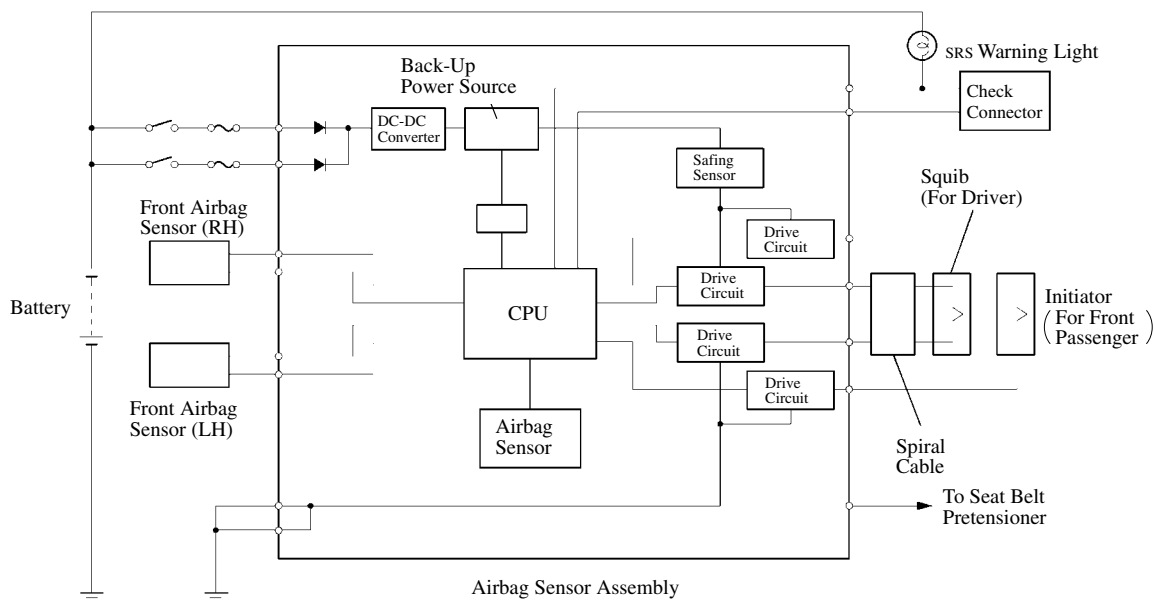 SRS Warning Light
Back-Up
Power Source
Check
Connector
DC-DC
Converter
Safing
Sensor
Squib
(For Driver)
Front Airbag
Sensor (RH)
Drive
Circuit
Drive
Circuit
Battery
CPU
Initiator
(For Front
Passenger)
Drive
Circuit
Drive
Circuit
Front Airbag
Sensor (LH)
Airbag
Sensor
Spiral
Cable
To Seat Belt
Pretensioner
Airbag Sensor Assembly